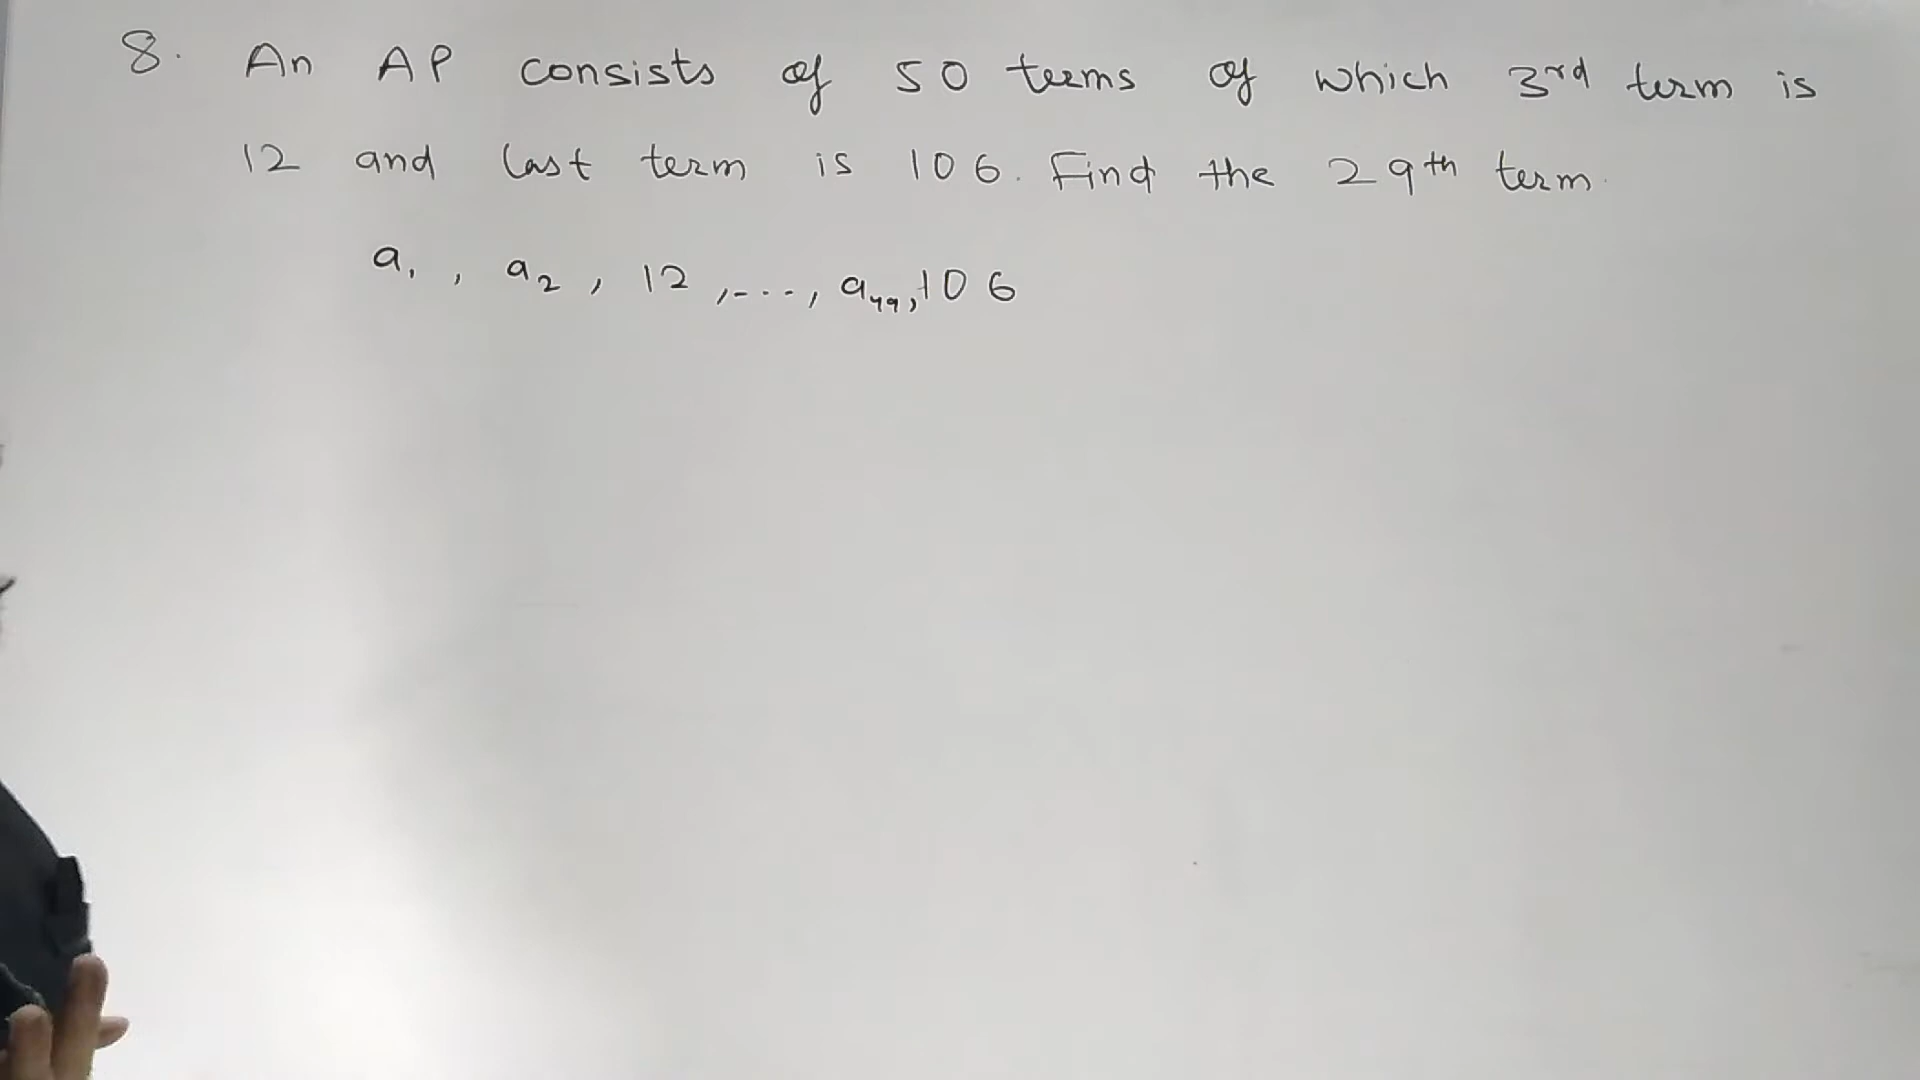 8. An AP consists of 50 terms of which 3rd term is
12 and last term is 106. Find the 29th term.
a1, a2, 12, ,---, a49, 106